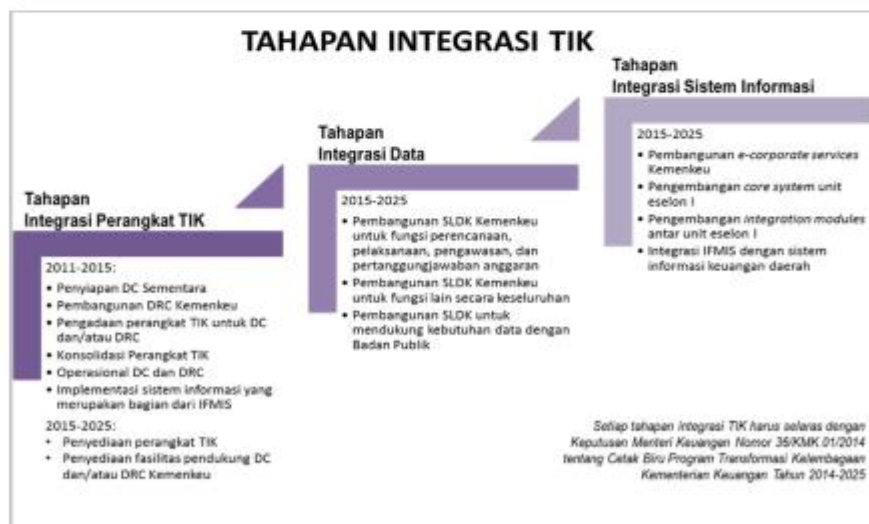 TAHAPAN INTEGRASI TIK
Tahapan
Integrasi Perangkat TIK
2011-2015:
• Penyiapan DC Sementara
• Pembangunan DRC Kemenkeu
• Pengadaan perangkat TIK untuk DC
dan/atau DRC
• Konsolidasi Perangkat TIK
• Operasional DC dan DRC
• Implementasi sistem informasi yang
merupakan bagian dari IFMIS
2015-2025:
• Penyediaan perangkat TIK
• Penyediaan fasilitas pendukung DC
dan/atau DRC Kemenkeu
Tahapan
Integrasi Data
2015-2025
• Pembangunan SLDK Kemenkeu
untuk fungsi perencanaan,
pelaksanaan, pengawasan, dan
pertanggungjawaban anggaran
• Pembangunan SLDK Kemenkeu
untuk fungsi lain secara keseluruhan
• Pembangunan SLDK untuk
mendukung kebutuhan data dengan
Badan Publik
Tahapan
Integrasi Sistem Informasi
2015-2025
• Pembangunan e-corporate services
Kemenkeu
• Pengembangan core system unit
eselon I
• Pengembangan integration modules
antar unit eselon I
• Integrasi IFMIS dengan sistem
informasi keuangan daerah
Setiap tahapan integrasi TIK harus selaras dengan
Keputusan Menteri Keuangan Nomor 36/KMK.01/2014
tentang Cetak Biru Program Transformasi Kelembagaan
Kementerian Keuangan Tahun 2014-2025